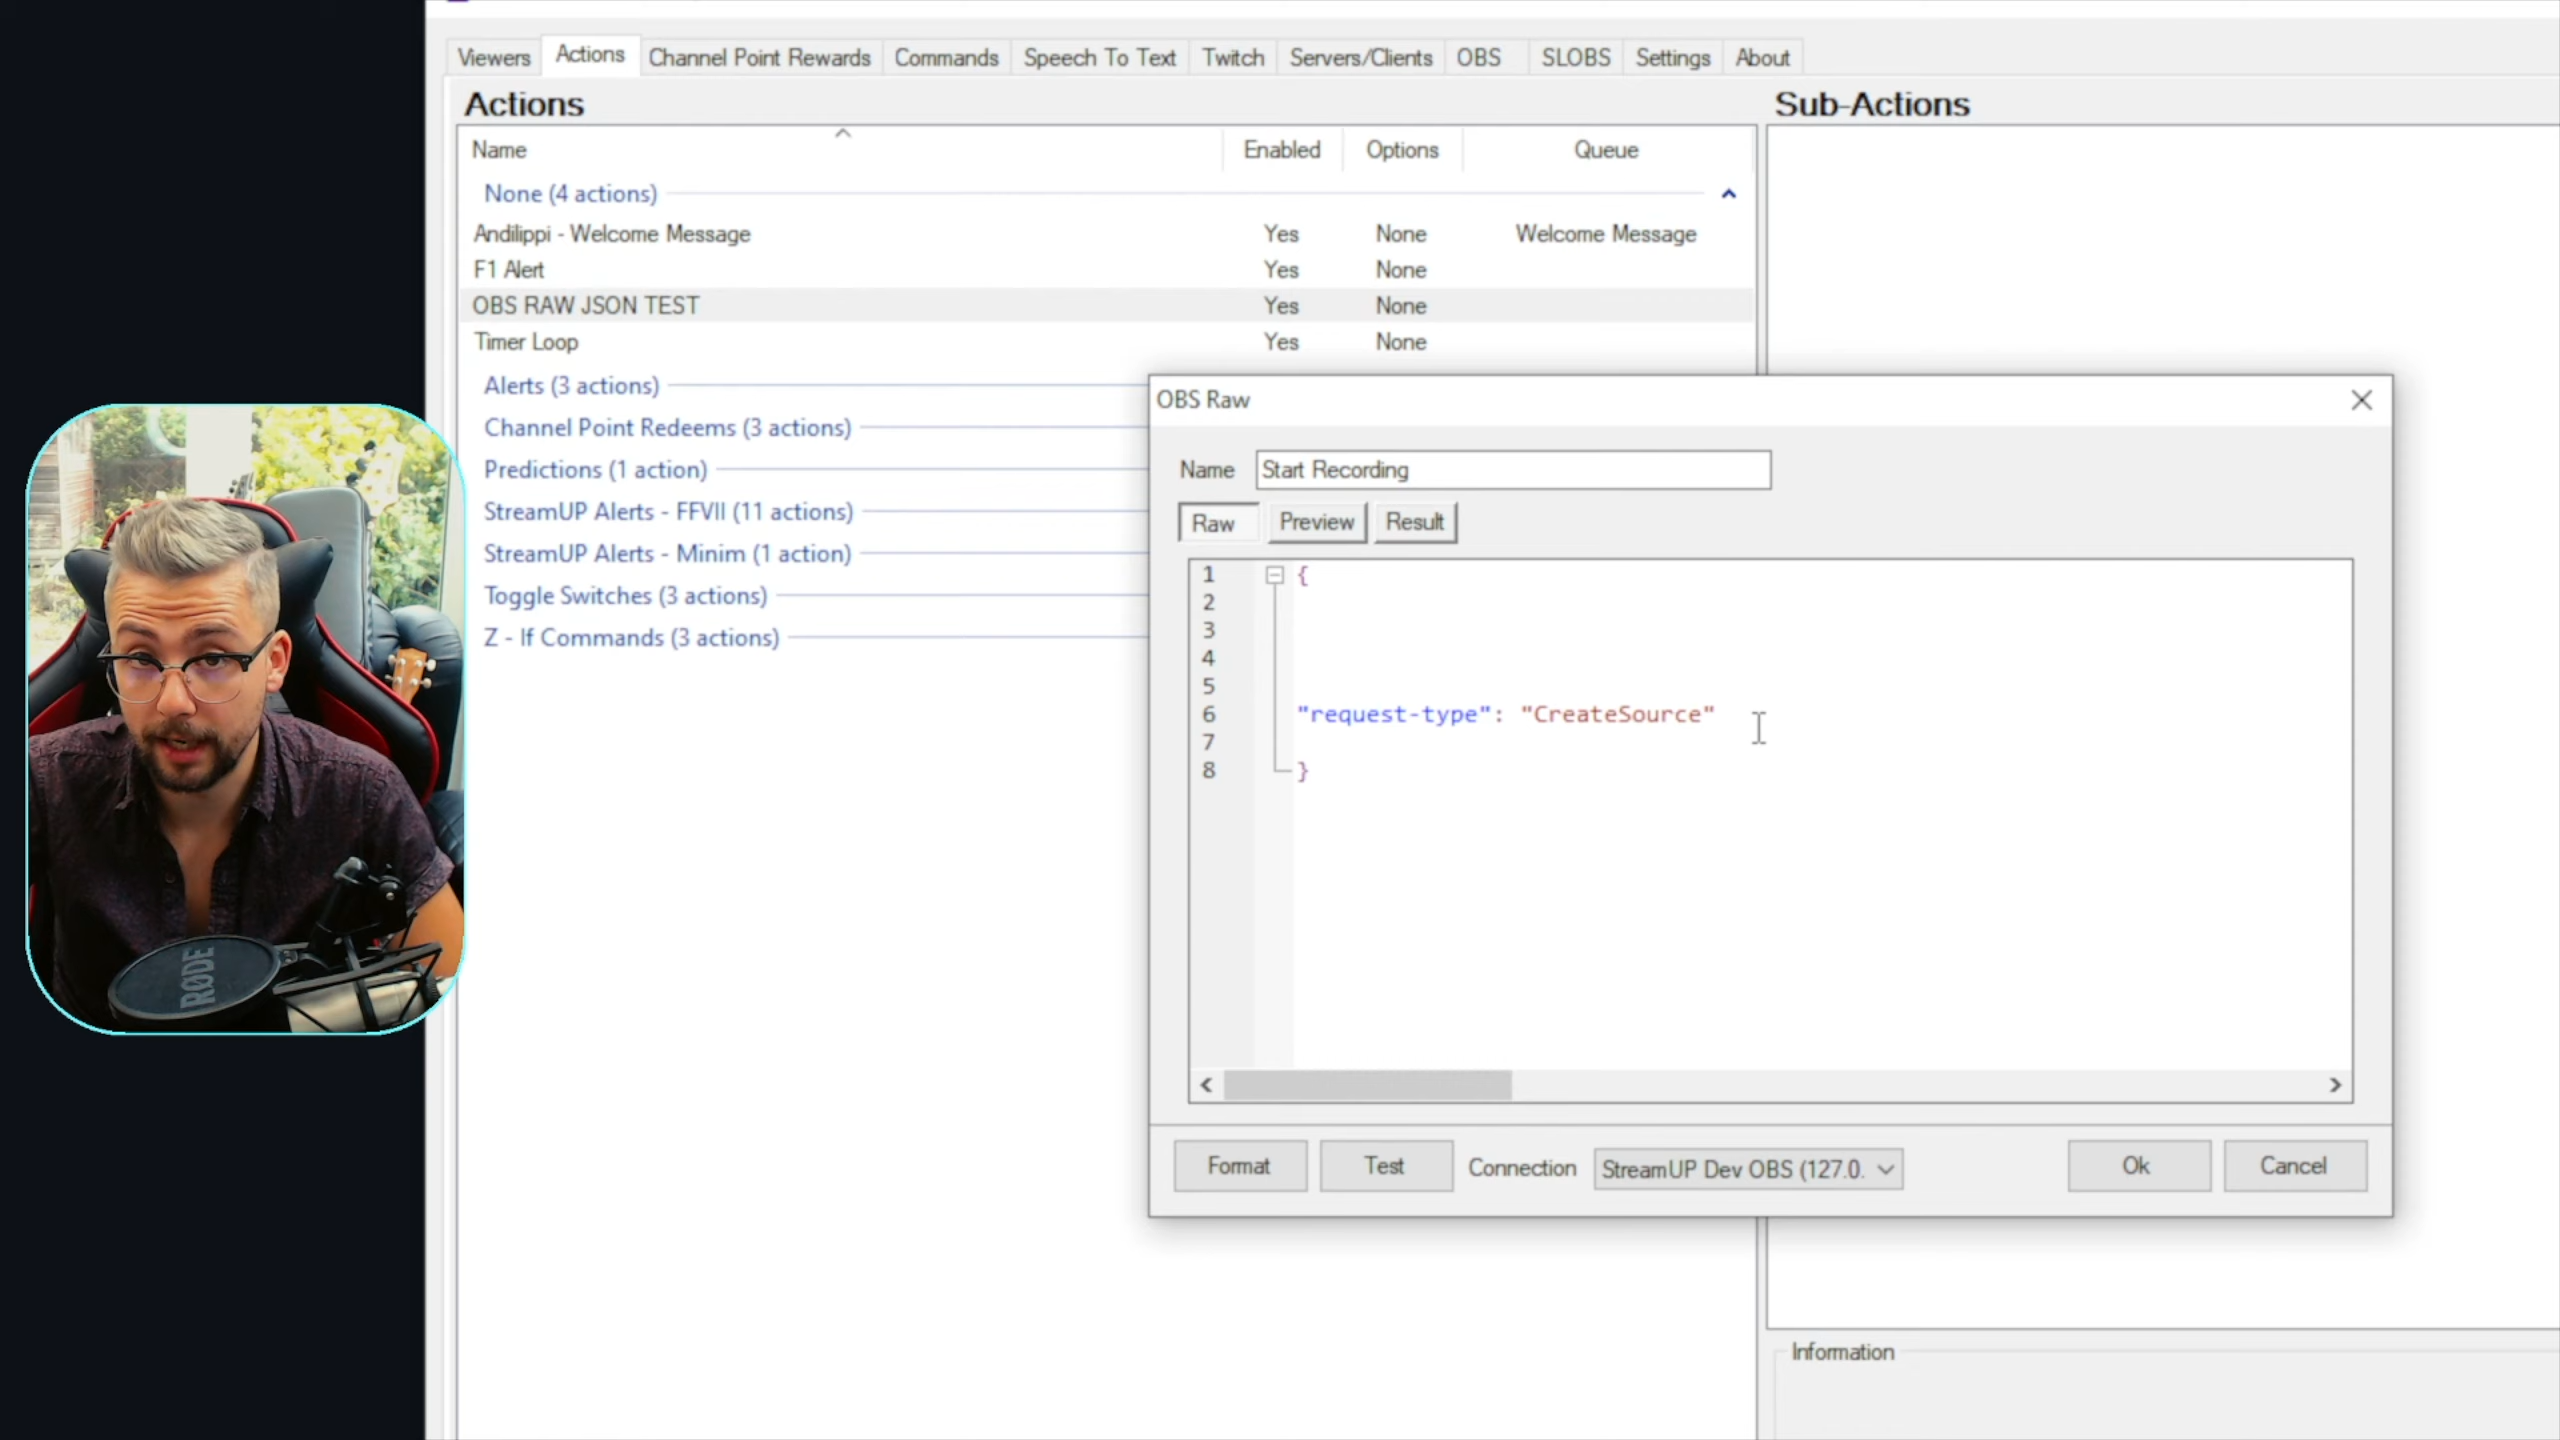 Viewers Actions Channel Point Rewards Commands Speech To Text Twitch Servers/Clients OBS SLOBS Settings About
Actions
Sub-Actions
Name Enabled Options Queue
None (4 actions)
Andilippi - Welcome Message Yes None Welcome Message
F1 Alert Yes None
OBS RAW JSON TEST Yes None
Timer Loop Yes None
Alerts (3 actions)
Channel Point Redeems (3 actions)
Predictions (1 action)
StreamUP Alerts - FFVII (11 actions)
StreamUP Alerts - Minim (1 action)
Toggle Switches (3 actions)
Z - If Commands (3 actions)
OBS Raw
Name Start Recording
Raw Preview Result
1 {
2
3
4
5
6 "request-type": "CreateSource"
7
8 }
Format Test Connection StreamUP Dev OBS (127.0. Ok Cancel
Information
RØDE